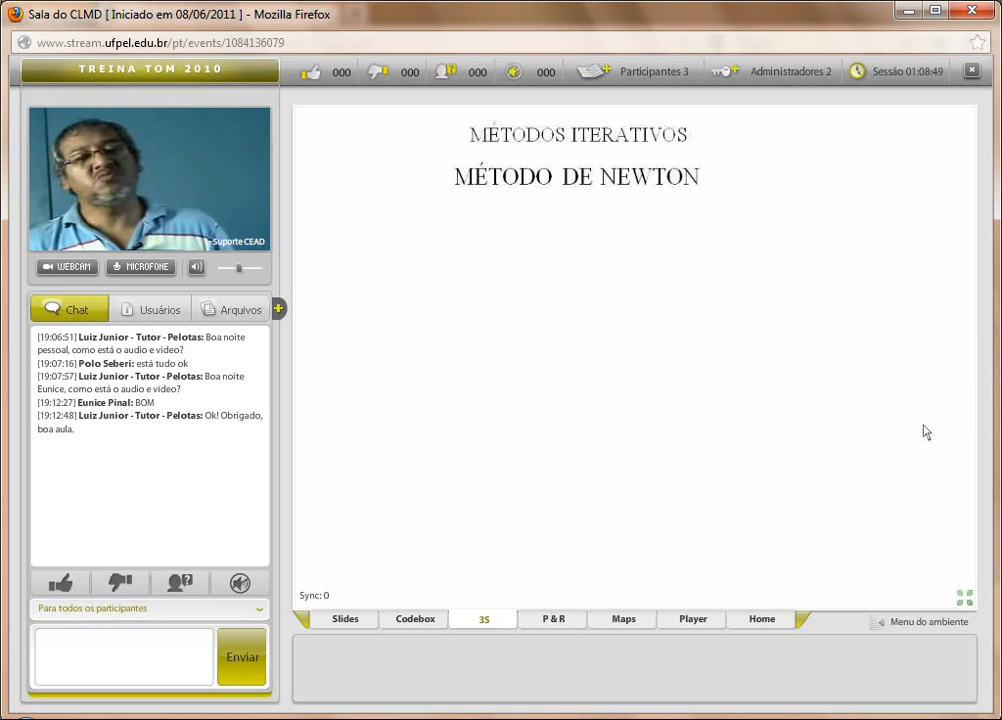 Sala do CLMD [ Iniciado em 08/06/2011 ] - Mozilla Firefox
www.stream.ufpel.edu.br/pt/events/1084136079
TREINA TOM 2010
000
000
000
000
Participantes 3
Administradores 2
Sessão 01:08:49
MÉTODOS ITERATIVOS
MÉTODO DE NEWTON
Suporte CEAD
WEBCAM
MICROFONE
Chat
Usuários
Arquivos
[19:06:51] Luiz Junior - Tutor - Pelotas: Boa noite
pessoal, como está o audio e video?
[19:07:16] Polo Seberi: está tudo ok
[19:07:57] Luiz Junior - Tutor - Pelotas: Boa noite
Eunice, como está o audio e vídeo?
[19:12:27] Eunice Pinal: BOM
[19:12:48] Luiz Junior - Tutor - Pelotas: Ok! Obrigado,
boa aula.
Para todos os participantes
Enviar
Sync: 0
Slides
Codebox
3S
P & R
Maps
Player
Home
Menu do ambiente